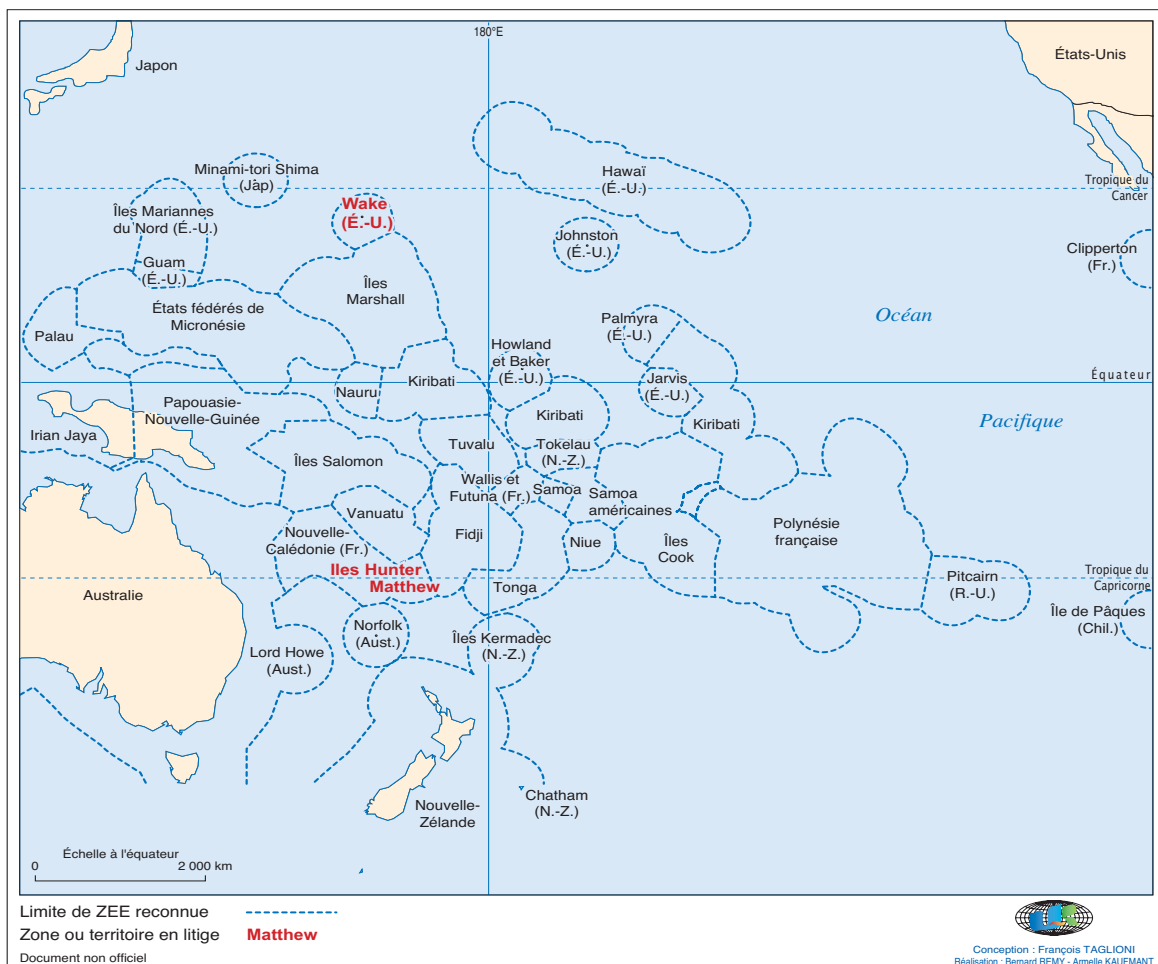 180°E
Japon
États-Unis
Minami-tori Shima
(Jap)
Hawaï
(É.-U.)
Tropique du
Cancer
Wake
(É.-U.)
Îles Mariannes
du Nord (É.-U.)
Johnston
(É.-U.)
Clipperton
(Fr.)
Guam
(É.-U.)
Îles
Marshall
États fédérés de
Micronésie
Océan
Palau
Palmyra
(É.-U.)
Howland
et Baker
(É.-U.)
Équateur
Nauru
Kiribati
Jarvis
(É.-U.)
Papouasie-
Nouvelle-Guinée
Kiribati
Kiribati
Pacifique
Irian Jaya
Tuvalu
Tokelau
(N.-Z.)
Îles Salomon
Wallis et
Futuna (Fr.)
Samoa
Samoa
américaines
Vanuatu
Nouvelle-
Calédonie (Fr.)
Fidji
Niue
Îles
Cook
Polynésie
française
Iles Hunter
Matthew
Tropique du
Capricorne
Australie
Tonga
Pitcairn
(R.-U.)
Île de Pâques
(Chil.)
Norfolk
(Aust.)
Îles Kermadec
(N.-Z.)
Lord Howe
(Aust.)
Nouvelle-
Zélande
Chatham
(N.-Z.)
Échelle à l'équateur
0 2 000 km
Limite de ZEE reconnue
Zone ou territoire en litige Matthew
Document non officiel
Conception : François TAGLIONI
Réalisation : Bernard REMY - Armelle KAUFMANT